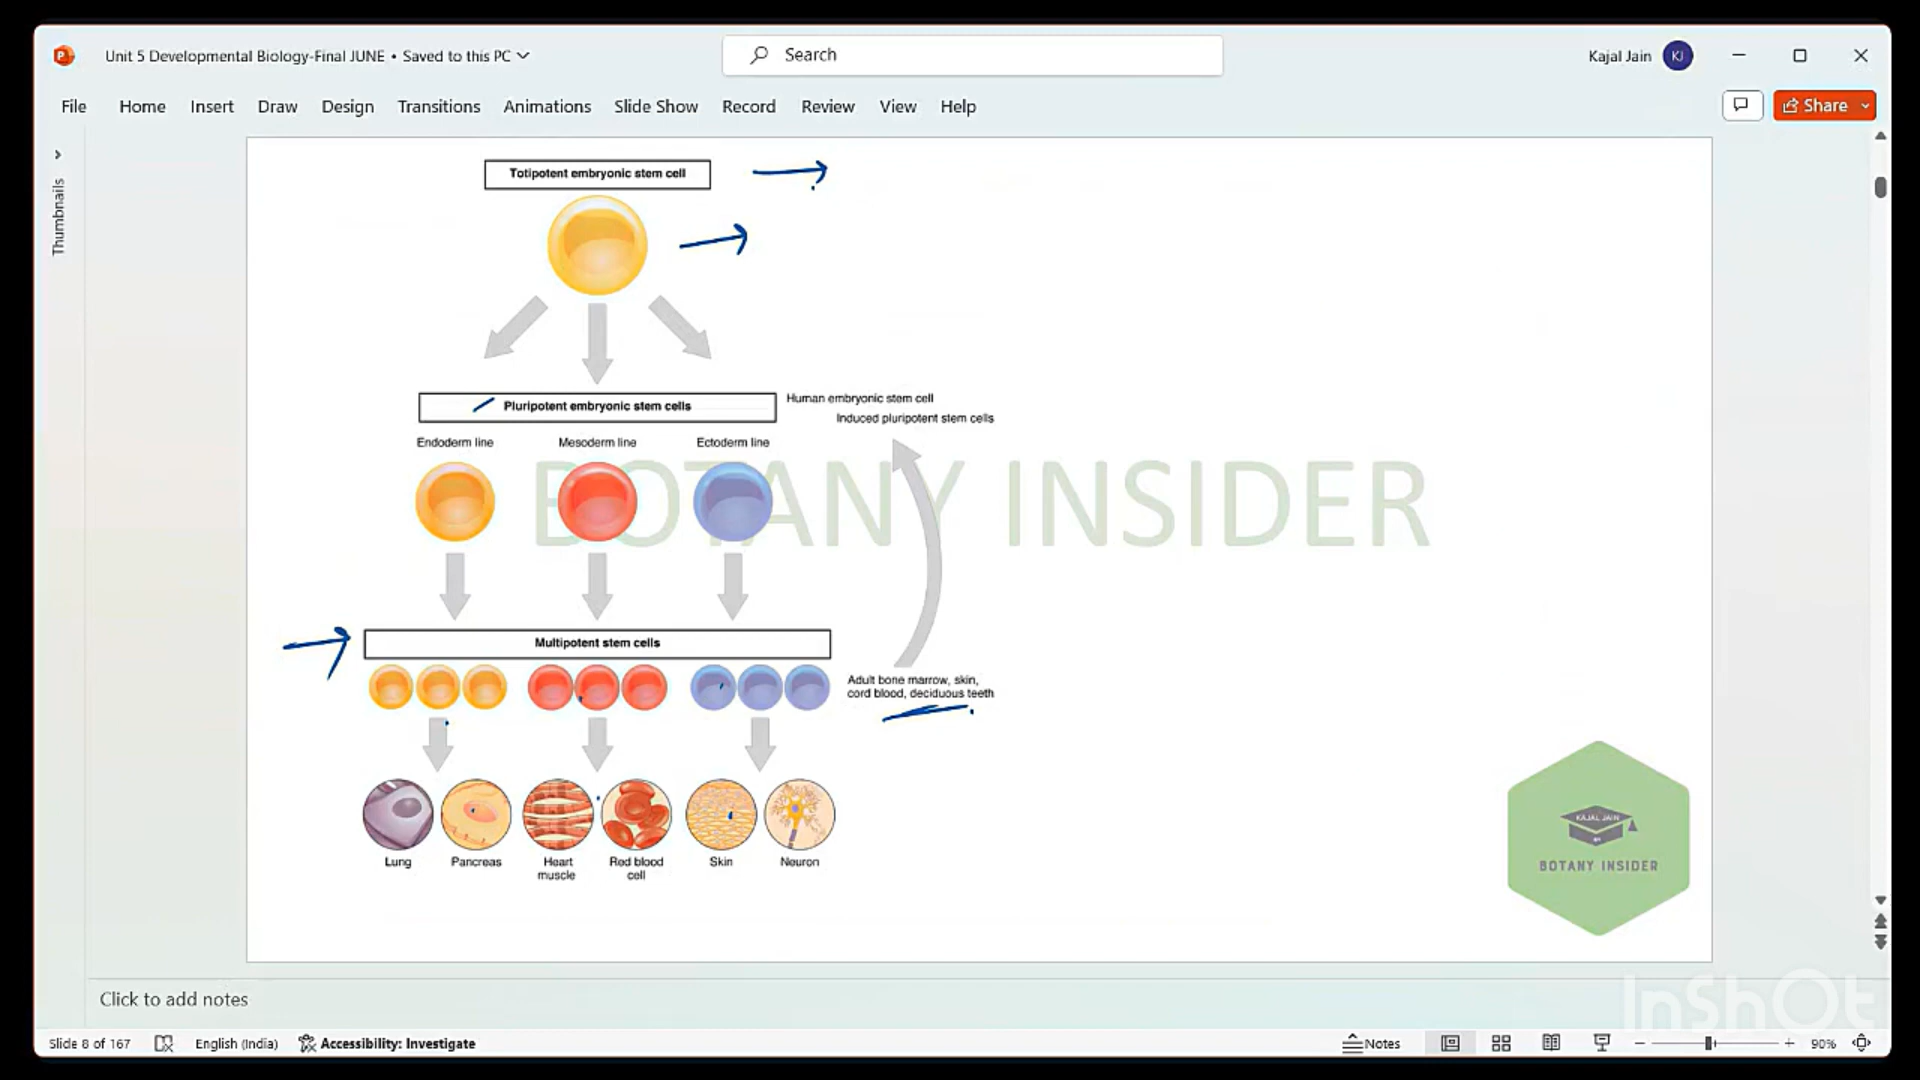 Unit 5 Developmental Biology-Final JUNE • Saved to this PC
Search
Kajal Jain
KJ
File Home Insert Draw Design Transitions Animations Slide Show Record Review View Help
Share
Thumbnails
Totipotent embryonic stem cell
Pluripotent embryonic stem cells
Human embryonic stem cell
Induced pluripotent stem cells
Endoderm line Mesoderm line Ectoderm line
BOTANY INSIDER
Multipotent stem cells
Adult bone marrow, skin,
cord blood, deciduous teeth
Lung Pancreas Heart muscle Red blood cell Skin Neuron
KAJAL JAIN
BOTANY INSIDER
Click to add notes
InShOt
Slide 8 of 167 English (India) Accessibility: Investigate Notes 90%